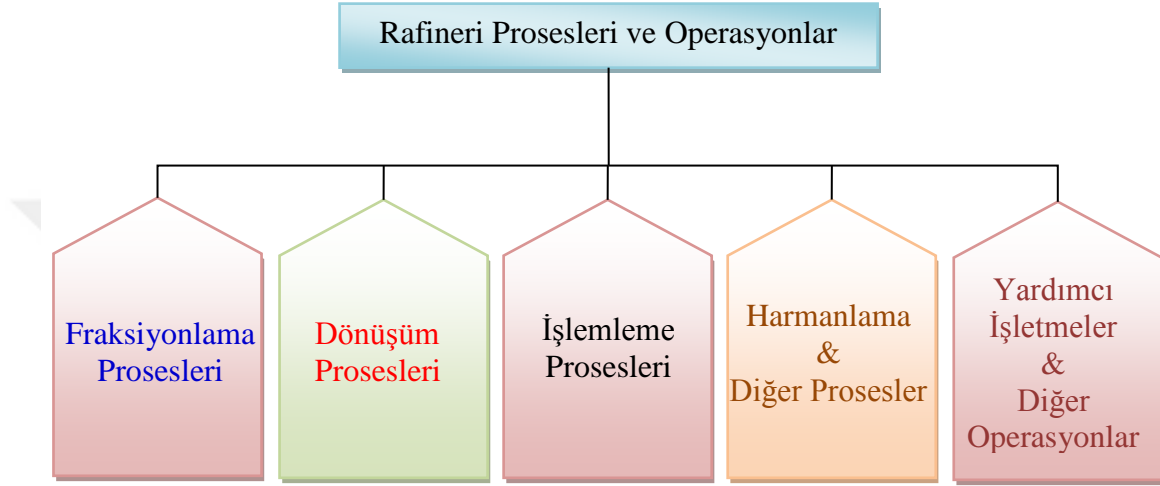 Rafineri Prosesleri ve Operasyonlar
Fraksiyonlama
Prosesleri
Dönüşüm
Prosesleri
İşlemleme
Prosesleri
Harmanlama
&
Diğer Prosesler
Yardımcı
İşletmeler
&
Diğer
Operasyonlar